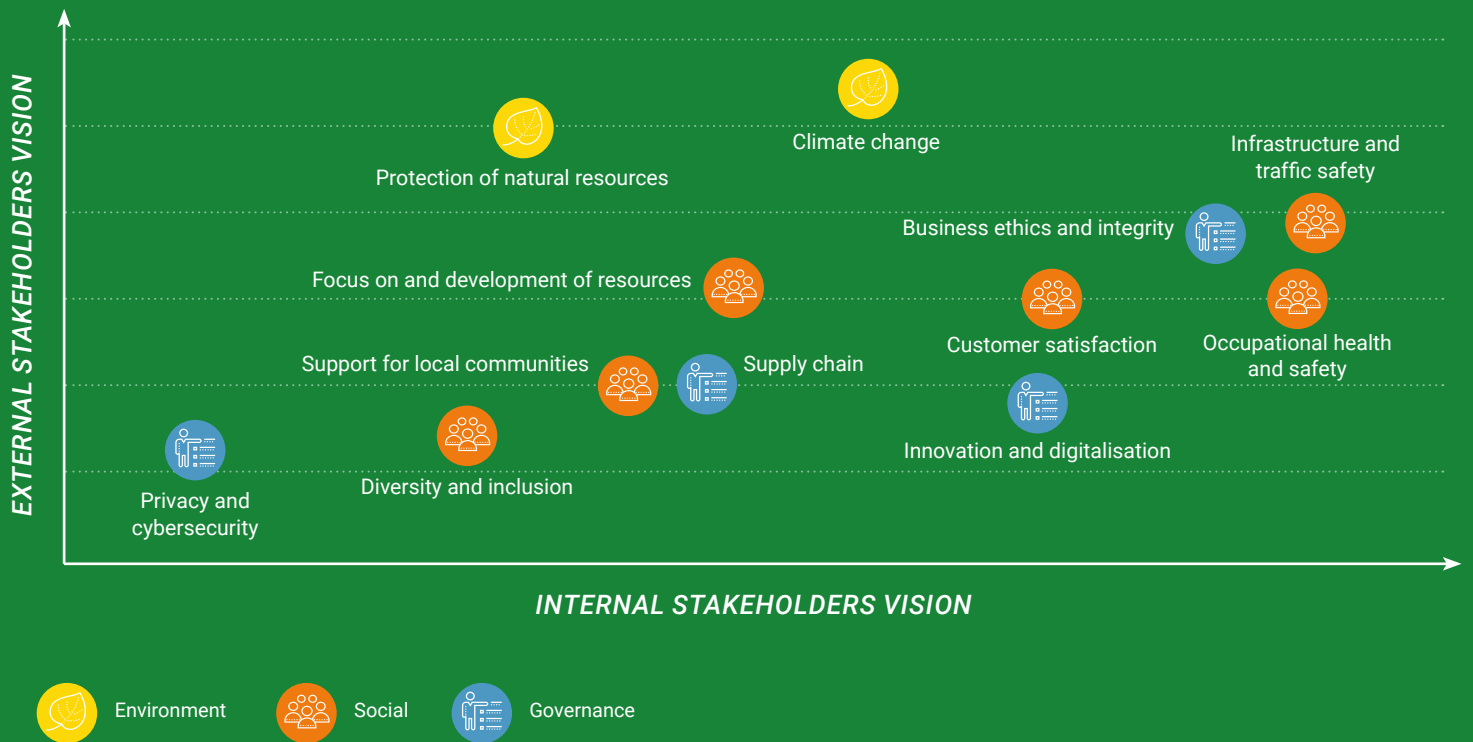 EXTERNAL STAKEHOLDERS VISION
Climate change
Protection of natural resources
Infrastructure and
traffic safety
Business ethics and integrity
Focus on and development of resources
Customer satisfaction
Occupational health
and safety
Support for local communities
Supply chain
Innovation and digitalisation
Diversity and inclusion
Privacy and
cybersecurity
INTERNAL STAKEHOLDERS VISION
Environment
Social
Governance